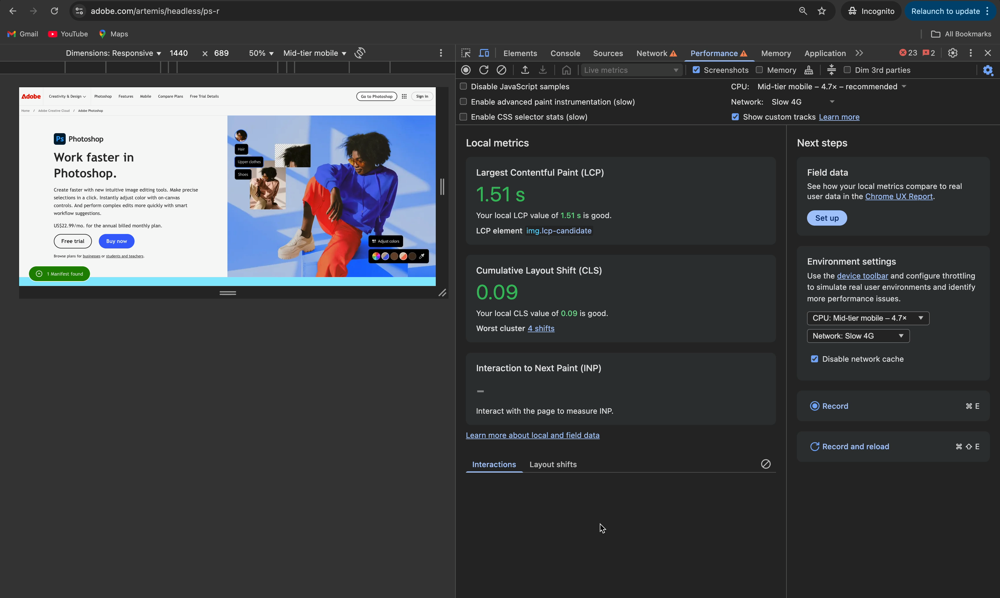 adobe.com/artemis/headless/ps-r
Incognito
Relaunch to update
Gmail
YouTube
Maps
All Bookmarks
Dimensions: Responsive 1440 × 689 50% Mid-tier mobile
Elements Console Sources Network Performance Memory Application 23 2
Live metrics Screenshots Memory Dim 3rd parties
Disable JavaScript samples
Enable advanced paint instrumentation (slow)
Enable CSS selector stats (slow)
CPU: Mid-tier mobile – 4.7× – recommended
Network: Slow 4G
Show custom tracks Learn more
Adobe Creativity & Design Photoshop Features Mobile Compare Plans Free Trial Details Go to Photoshop Sign in
Home / Adobe Creative Cloud / Adobe Photoshop
Ps Photoshop
Work faster in
Photoshop.
Create faster with new intuitive image editing tools. Make precise
selections in a click. Instantly adjust color with on-canvas
controls. And perform complex edits more quickly with smart
workflow suggestions.
US$22.99/mo. for the annual billed monthly plan.
Free trial Buy now
Browse plans for businesses or students and teachers.
1 Manifest found
Hair
Upper clothes
Shoes
Adjust colors
Local metrics
Largest Contentful Paint (LCP)
1.51 s
Your local LCP value of 1.51 s is good.
LCP element img.lcp-candidate
Cumulative Layout Shift (CLS)
0.09
Your local CLS value of 0.09 is good.
Worst cluster 4 shifts
Interaction to Next Paint (INP)
–
Interact with the page to measure INP.
Learn more about local and field data
Interactions Layout shifts
Next steps
Field data
See how your local metrics compare to real
user data in the Chrome UX Report.
Set up
Environment settings
Use the device toolbar and configure throttling
to simulate real user environments and identify
more performance issues.
CPU: Mid-tier mobile – 4.7×
Network: Slow 4G
Disable network cache
Record ⌘ E
Record and reload ⌘ ⇧ E